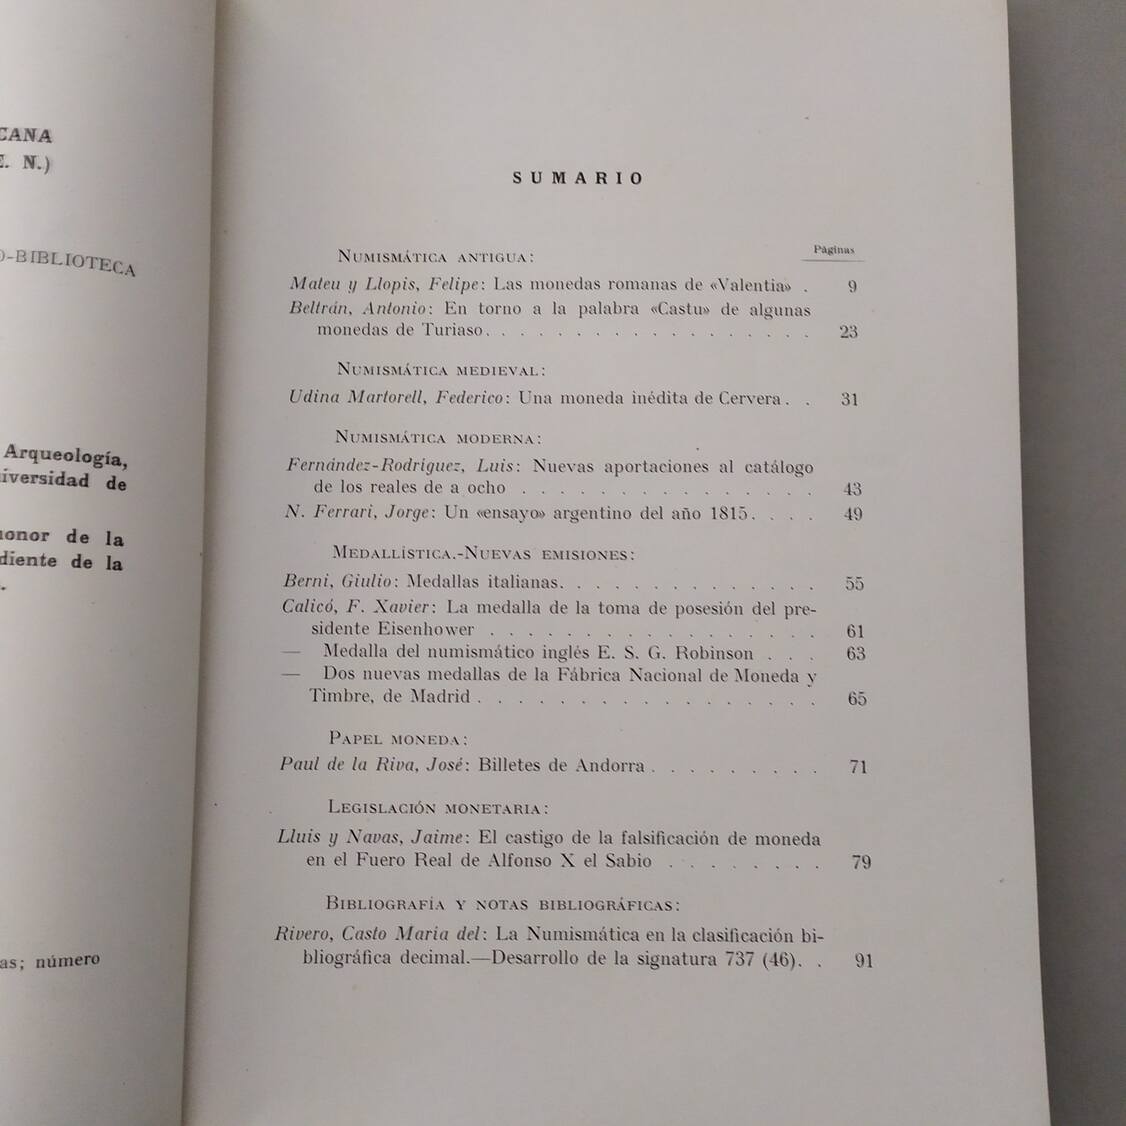 CANA
E. N.)
O-BIBLIOTECA
Arqueología,
iversidad de
honor de la
diente de la
as; número
SUMARIO
Páginas
NUMISMÁTICA ANTIGUA:
Mateu y Llopis, Felipe: Las monedas romanas de «Valentia» . 9
Beltrán, Antonio: En torno a la palabra «Castu» de algunas
monedas de Turiaso. . . . . . . . . . . . . . . . . 23
NUMISMÁTICA MEDIEVAL:
Udina Martorell, Federico: Una moneda inédita de Cervera. . 31
NUMISMÁTICA MODERNA:
Fernández-Rodríguez, Luis: Nuevas aportaciones al catálogo
de los reales de a ocho . . . . . . . . . . . . . . . 43
N. Ferrari, Jorge: Un «ensayo» argentino del año 1815. . . . 49
MEDALLÍSTICA.-NUEVAS EMISIONES:
Berni, Giulio: Medallas italianas. . . . . . . . . . . . . 55
Calicó, F. Xavier: La medalla de la toma de posesión del pre-
sidente Eisenhower . . . . . . . . . . . . . . . . . 61
— Medalla del numismático inglés E. S. G. Robinson . . . 63
— Dos nuevas medallas de la Fábrica Nacional de Moneda y
Timbre, de Madrid . . . . . . . . . . . . . . . . . 65
PAPEL MONEDA:
Paul de la Riva, José: Billetes de Andorra . . . . . . . . . 71
LEGISLACIÓN MONETARIA:
Lluis y Navas, Jaime: El castigo de la falsificación de moneda
en el Fuero Real de Alfonso X el Sabio . . . . . . . . 79
BIBLIOGRAFÍA Y NOTAS BIBLIOGRÁFICAS:
Rivero, Casto Maria del: La Numismática en la clasificación bi-
bliográfica decimal.—Desarrollo de la signatura 737 (46). . 91